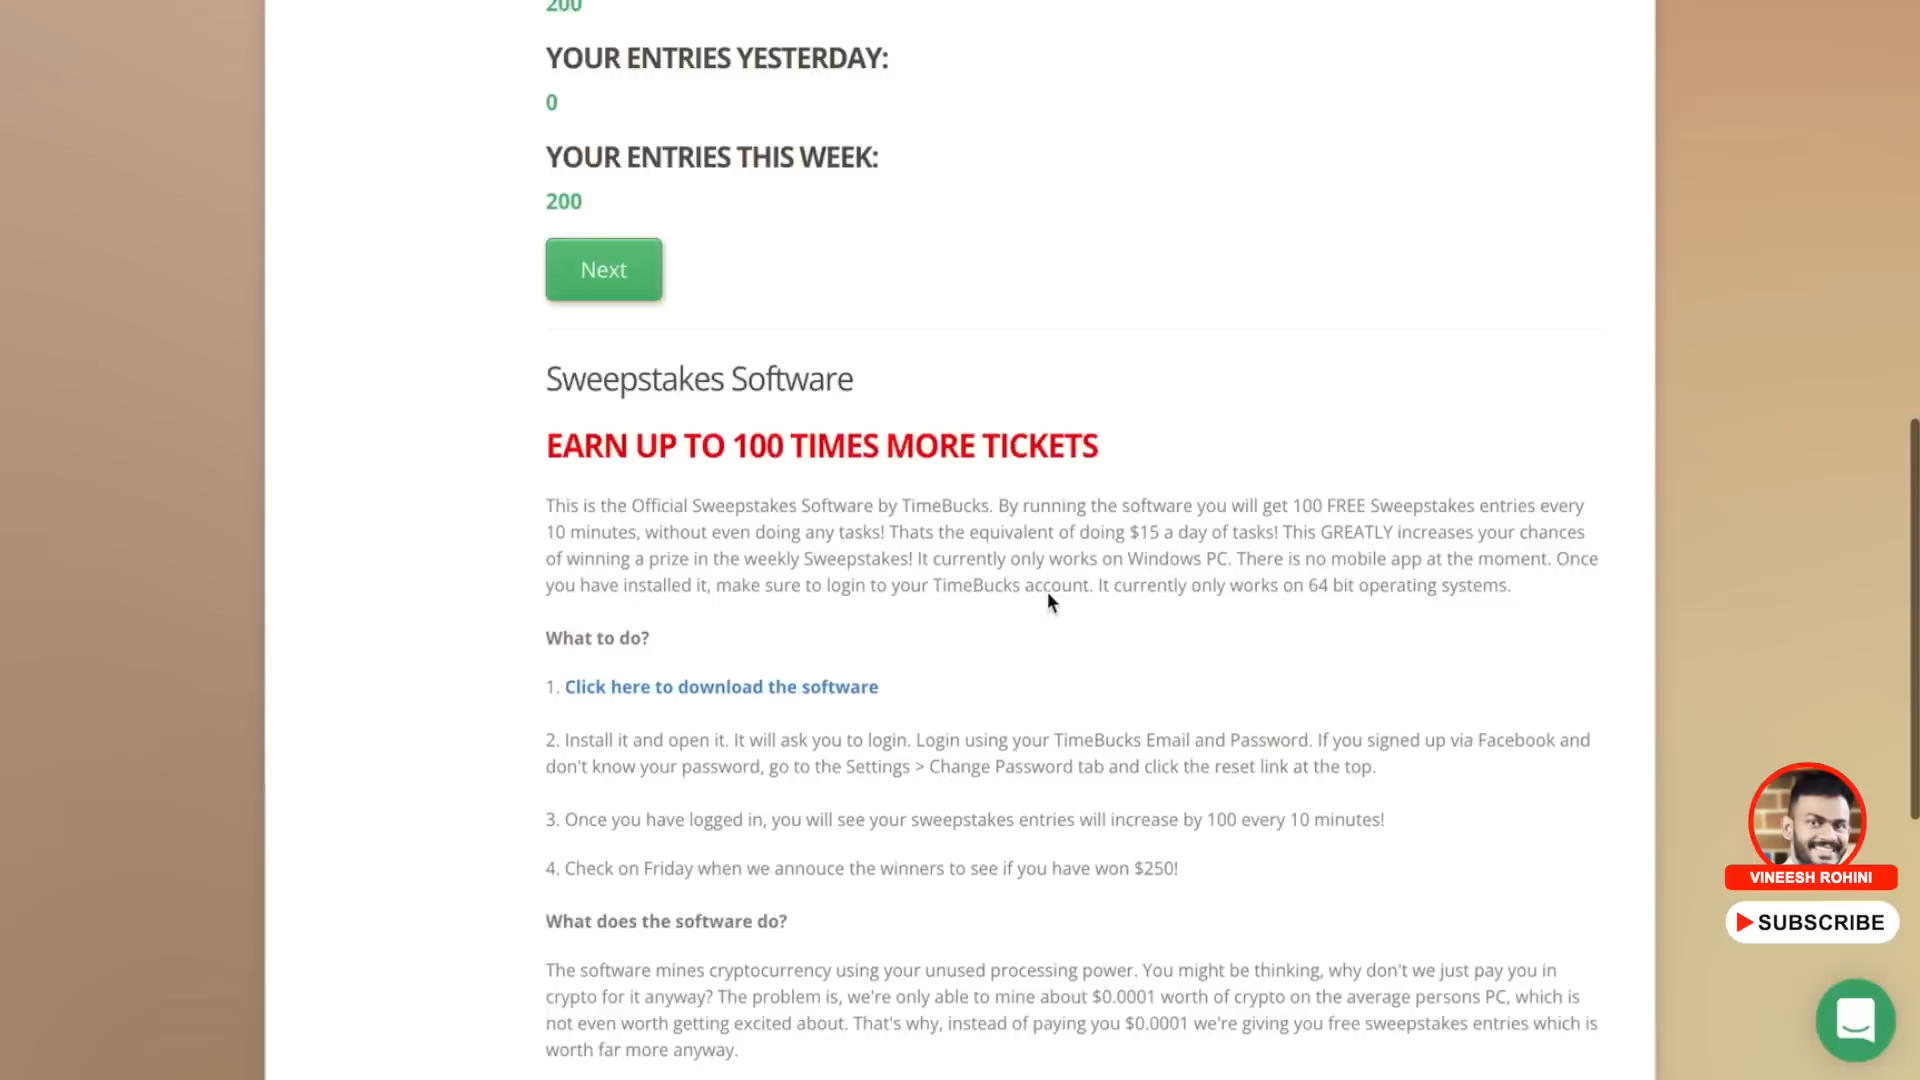 200
YOUR ENTRIES YESTERDAY:
0
YOUR ENTRIES THIS WEEK:
200
Next
Sweepstakes Software
EARN UP TO 100 TIMES MORE TICKETS
This is the Official Sweepstakes Software by TimeBucks. By running the software you will get 100 FREE Sweepstakes entries every
10 minutes, without even doing any tasks! Thats the equivalent of doing $15 a day of tasks! This GREATLY increases your chances
of winning a prize in the weekly Sweepstakes! It currently only works on Windows PC. There is no mobile app at the moment. Once
you have installed it, make sure to login to your TimeBucks account. It currently only works on 64 bit operating systems.
What to do?
1. Click here to download the software
2. Install it and open it. It will ask you to login. Login using your TimeBucks Email and Password. If you signed up via Facebook and
don't know your password, go to the Settings > Change Password tab and click the reset link at the top.
3. Once you have logged in, you will see your sweepstakes entries will increase by 100 every 10 minutes!
4. Check on Friday when we annouce the winners to see if you have won $250!
What does the software do?
The software mines cryptocurrency using your unused processing power. You might be thinking, why don't we just pay you in
crypto for it anyway? The problem is, we're only able to mine about $0.0001 worth of crypto on the average persons PC, which is
not even worth getting excited about. That's why, instead of paying you $0.0001 we're giving you free sweepstakes entries which is
worth far more anyway.
VINEESH ROHINI
SUBSCRIBE